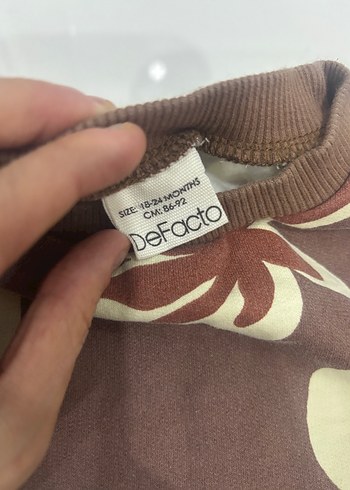 SIZE: 18-24 MONTHS
CM: 86-92
DeFacto